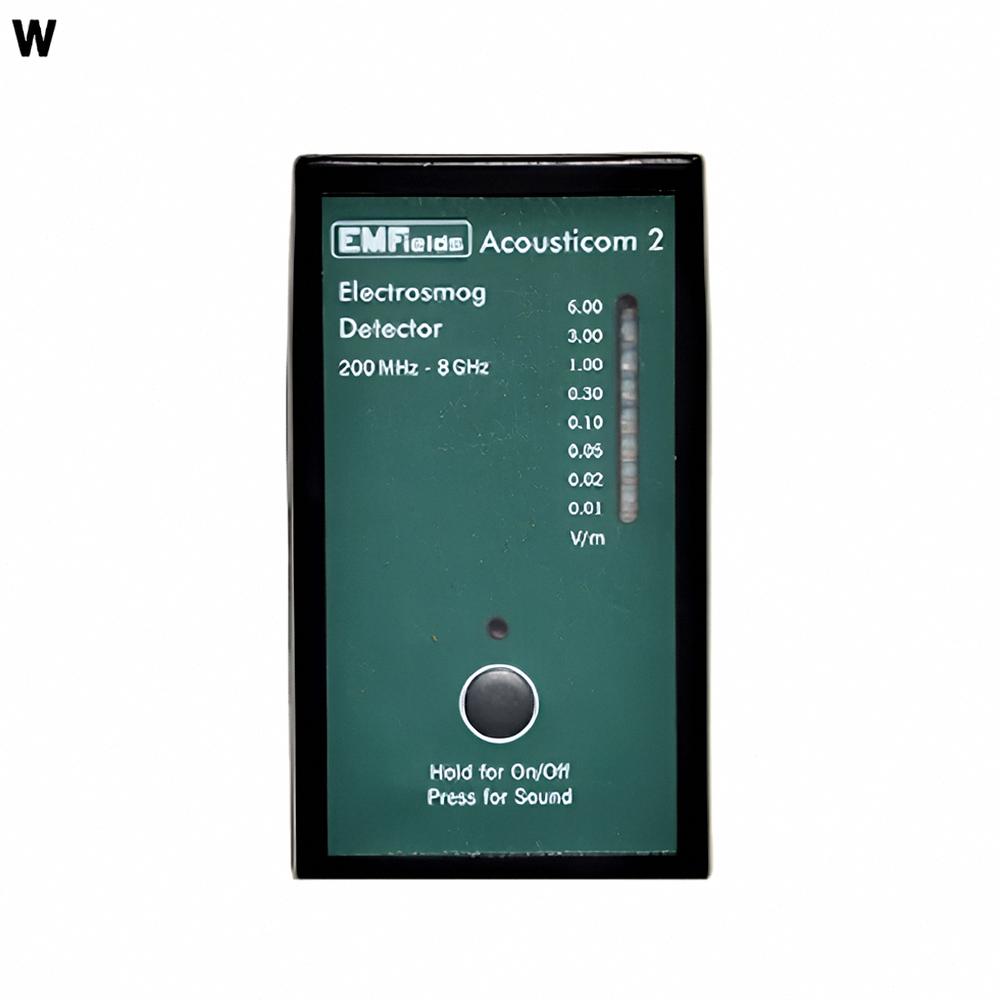 W
EMFields Acousticom 2
Electrosmog
Detector
200 MHz - 8 GHz
6.00
3.00
1.00
0.30
0.10
0.05
0.02
0.01
V/m
Hold for On/Off
Press for Sound